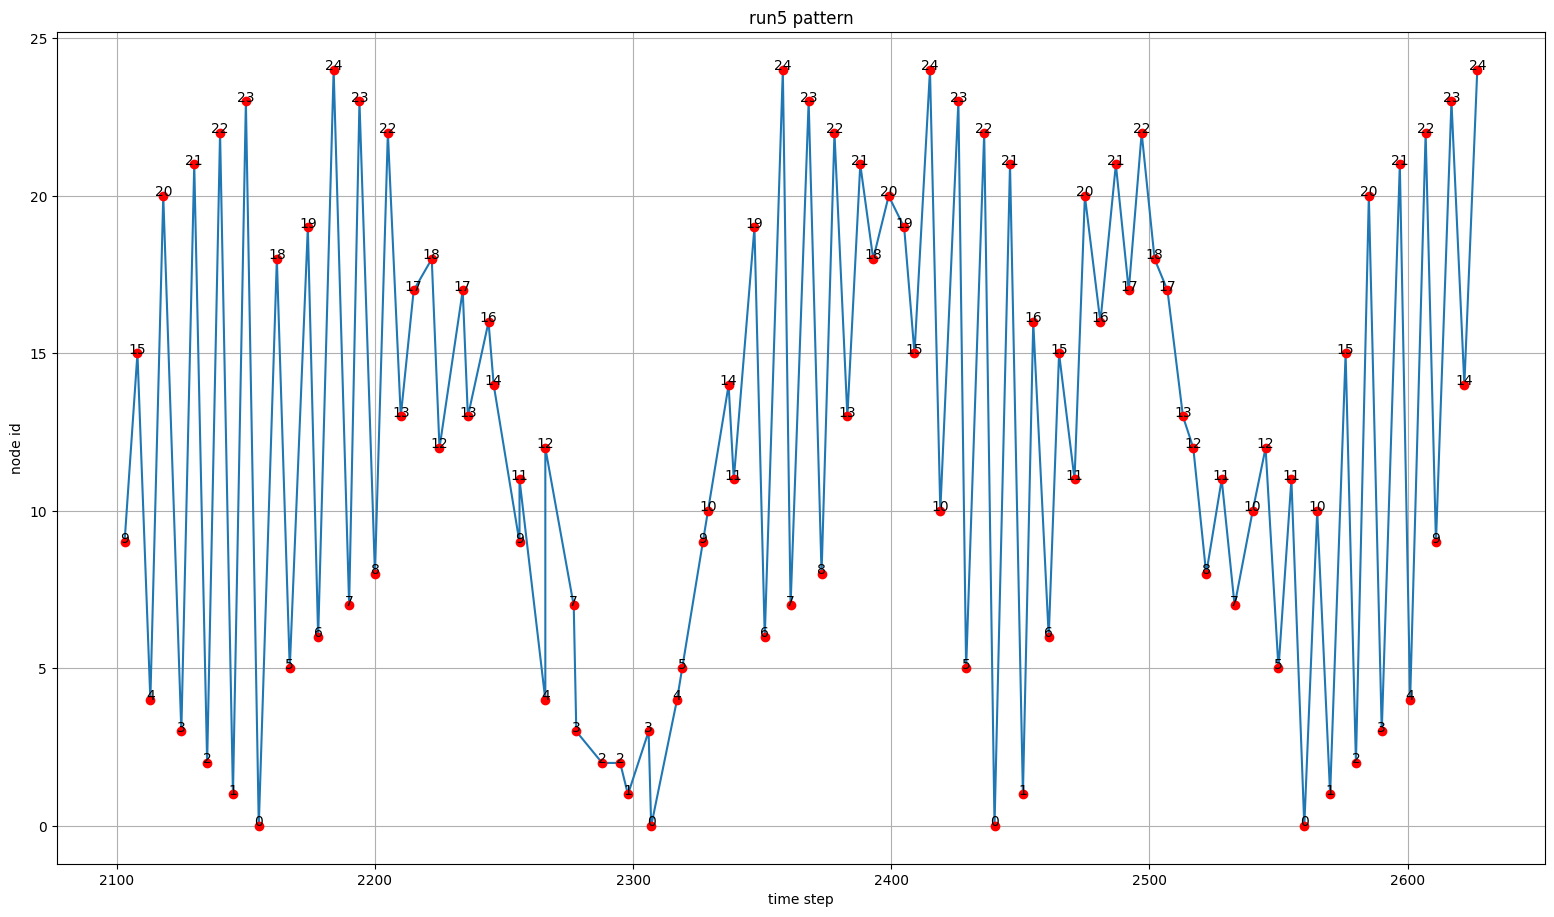 run5 pattern
25
24 24 24 24
23 23 23 23 23
22 22 22 22 22 22
21 21 21 21 21
20 20 20 20 20
19 19 19
18 18 18 18
17 17 17 17
16 16 16
15 15 15 15 15
14 14 14
13 13 13 13
node id
12 12 12 12
11 11 11 11 11
10 10 10 10 10
9 9 9 9
8 8 8
7 7 7 7
6 6 6
5 5 5 5 5
4 4 4 4
3 3 3 3
2 2 2 2
1 1 1 1
0 0 0 0 0
2100 2200 2300 2400 2500 2600
time step